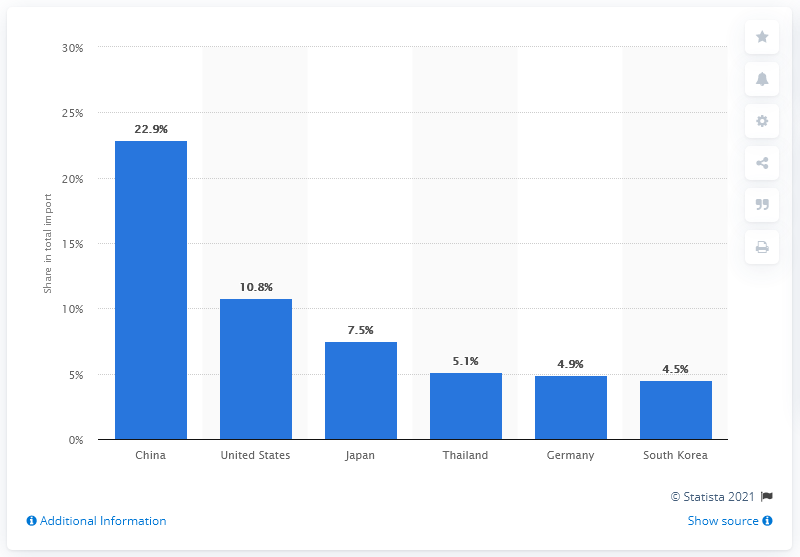 30%
25%
20%
15%
10%
5%
0%
Share in total import
22.9%
10.8%
7.5%
5.1%
4.9%
4.5%
China
United States
Japan
Thailand
Germany
South Korea
© Statista 2021
Additional Information
Show source